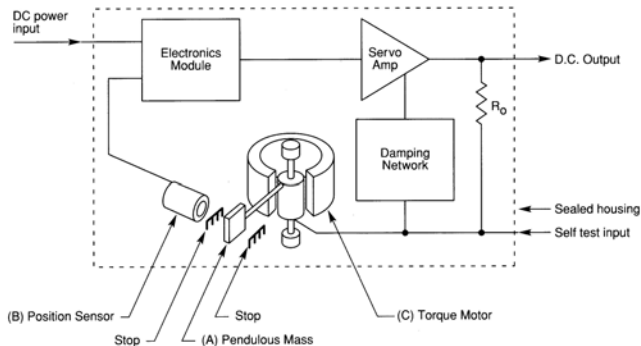 DC power
input
Electronics
Module
Servo
Amp
D.C. Output
Ro
Damping
Network
Sealed housing
Self test input
(B) Position Sensor
Stop
Stop
(A) Pendulous Mass
(C) Torque Motor